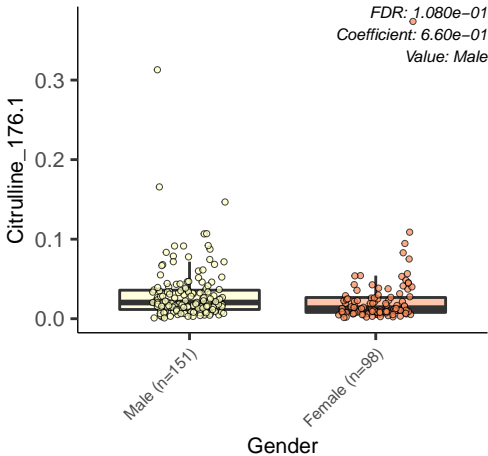 FDR: 1.080e−01
Coefficient: 6.60e−01
Value: Male
Citrulline_176.1
0.3
0.2
0.1
0.0
Male (n=151)
Female (n=98)
Gender